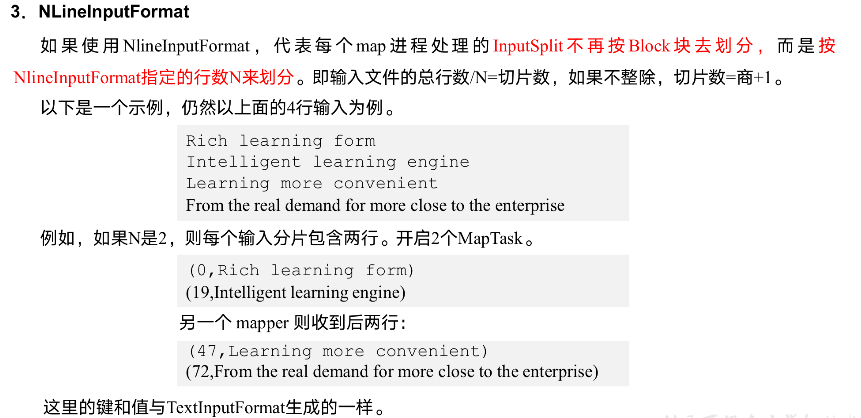 3．NLineInputFormat
如果使用NlineInputFormat，代表每个map进程处理的InputSplit不再按Block块去划分，而是按
NlineInputFormat指定的行数N来划分。即输入文件的总行数/N=切片数，如果不整除，切片数=商+1。
以下是一个示例，仍然以上面的4行输入为例。
Rich learning form
Intelligent learning engine
Learning more convenient
From the real demand for more close to the enterprise
例如，如果N是2，则每个输入分片包含两行。开启2个MapTask。
(0,Rich learning form)
(19,Intelligent learning engine)
另一个 mapper 则收到后两行：
(47,Learning more convenient)
(72,From the real demand for more close to the enterprise)
这里的键和值与TextInputFormat生成的一样。